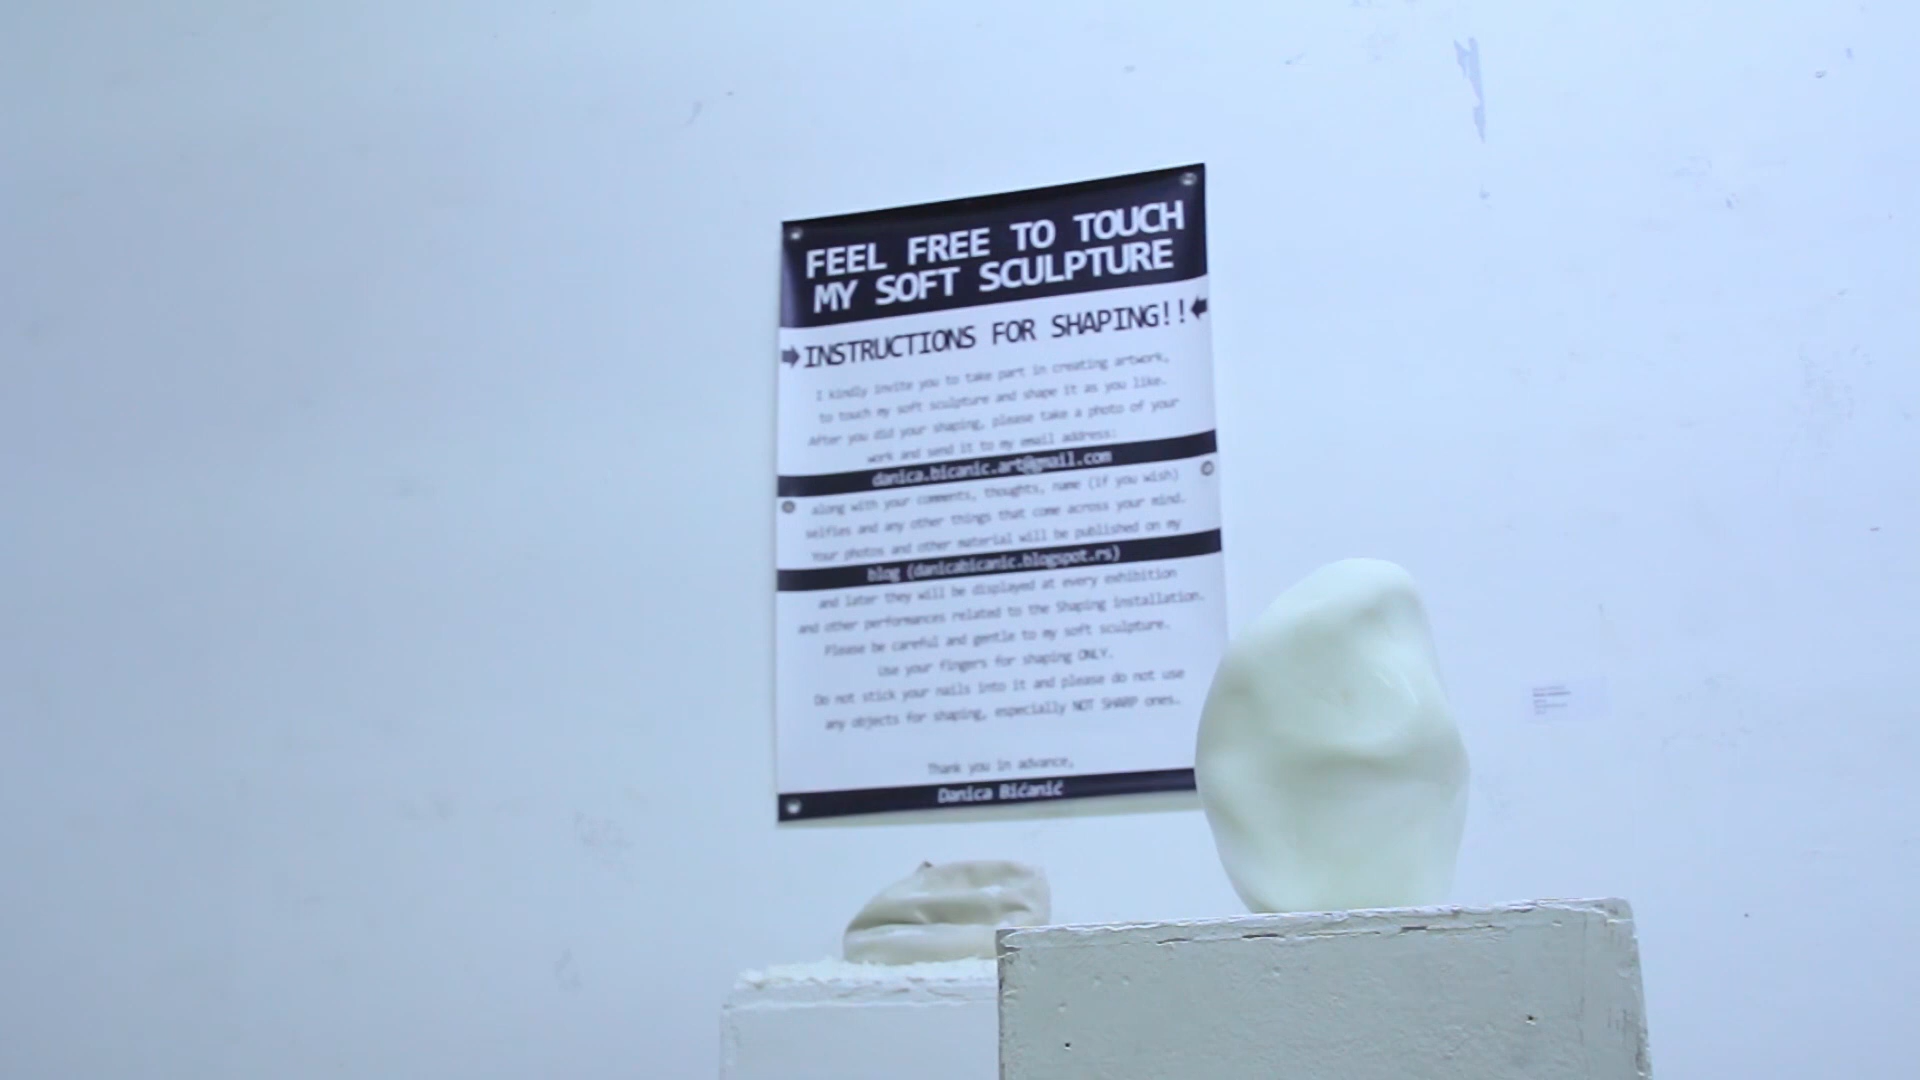 FEEL FREE TO TOUCH
MY SOFT SCULPTURE
INSTRUCTIONS FOR SHAPING!!
I kindly invite you to take part in creating artwork,
to touch my soft sculpture and shape it as you like.
After you did your shaping, please take a photo of your
work and send it to my email address:
danica.bicanic.art@gmail.com
along with your comments, thoughts, name (if you wish)
selfies and any other things that come across your mind.
Your photos and other material will be published on my
blog (danicabicanic.blogspot.rs)
and later they will be displayed at every exhibition
and other performances related to the Shaping installation.
Please be careful and gentle to my soft sculpture.
Use your fingers for shaping ONLY.
Do not stick your nails into it and please do not use
any objects for shaping, especially NOT SHARP ones.
Thank you in advance,
Danica Bićanić